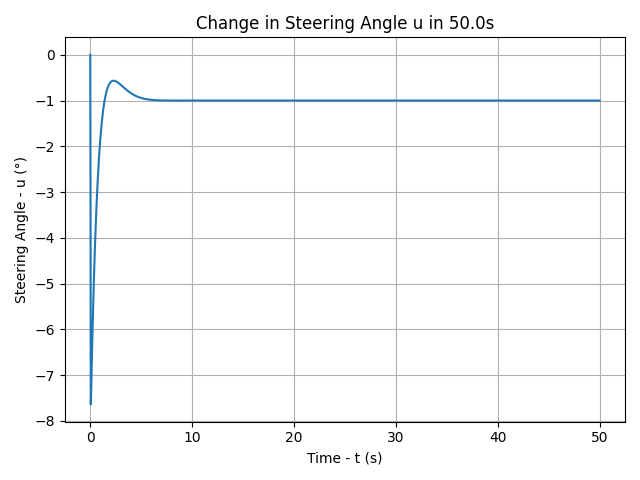 Change in Steering Angle u in 50.0s
Steering Angle - u (°)
0
−1
−2
−3
−4
−5
−6
−7
−8
0 10 20 30 40 50
Time - t (s)